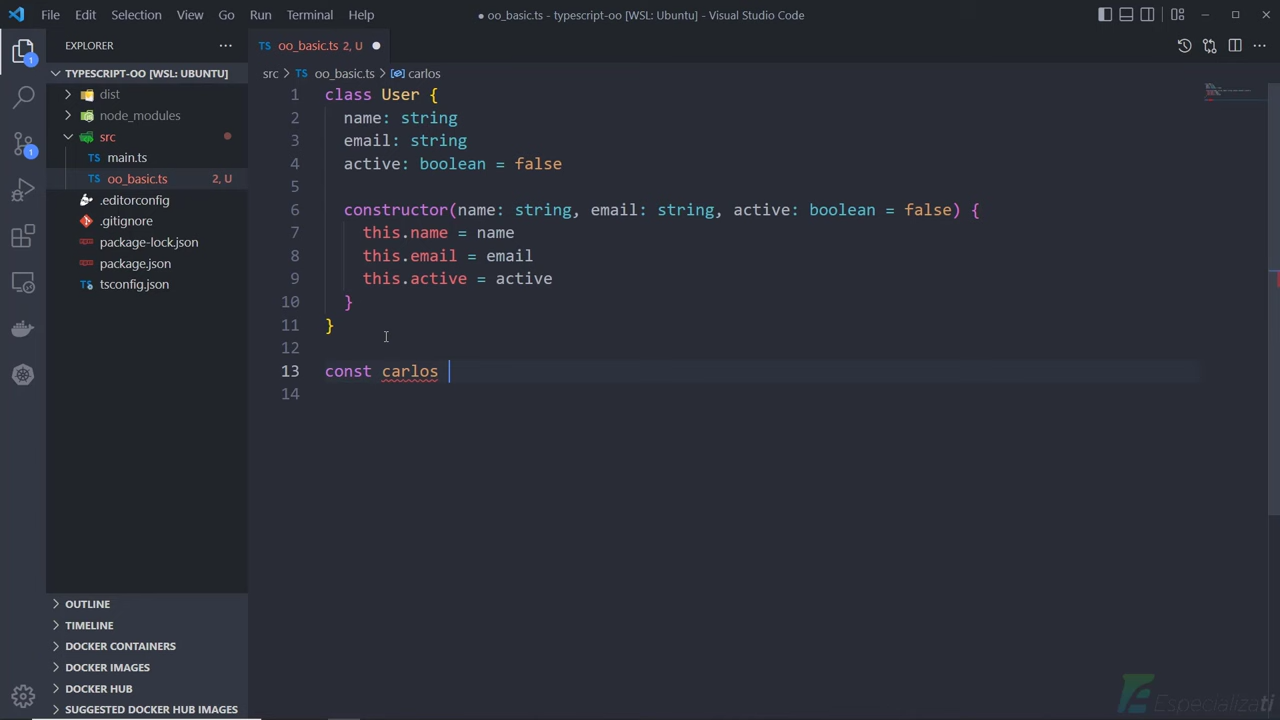 File Edit Selection View Go Run Terminal Help
● oo_basic.ts - typescript-oo [WSL: Ubuntu] - Visual Studio Code
EXPLORER
TYPESCRIPT-OO [WSL: UBUNTU]
dist
node_modules
src
TS main.ts
TS oo_basic.ts 2, U
.editorconfig
.gitignore
package-lock.json
package.json
tsconfig.json
OUTLINE
TIMELINE
DOCKER CONTAINERS
DOCKER IMAGES
DOCKER HUB
SUGGESTED DOCKER HUB IMAGES
1
1
TS oo_basic.ts 2, U ●
src > TS oo_basic.ts > carlos
1 class User {
2 name: string
3 email: string
4 active: boolean = false
5
6 constructor(name: string, email: string, active: boolean = false) {
7 this.name = name
8 this.email = email
9 this.active = active
10 }
11 }
12
13 const carlos
14
Especializati